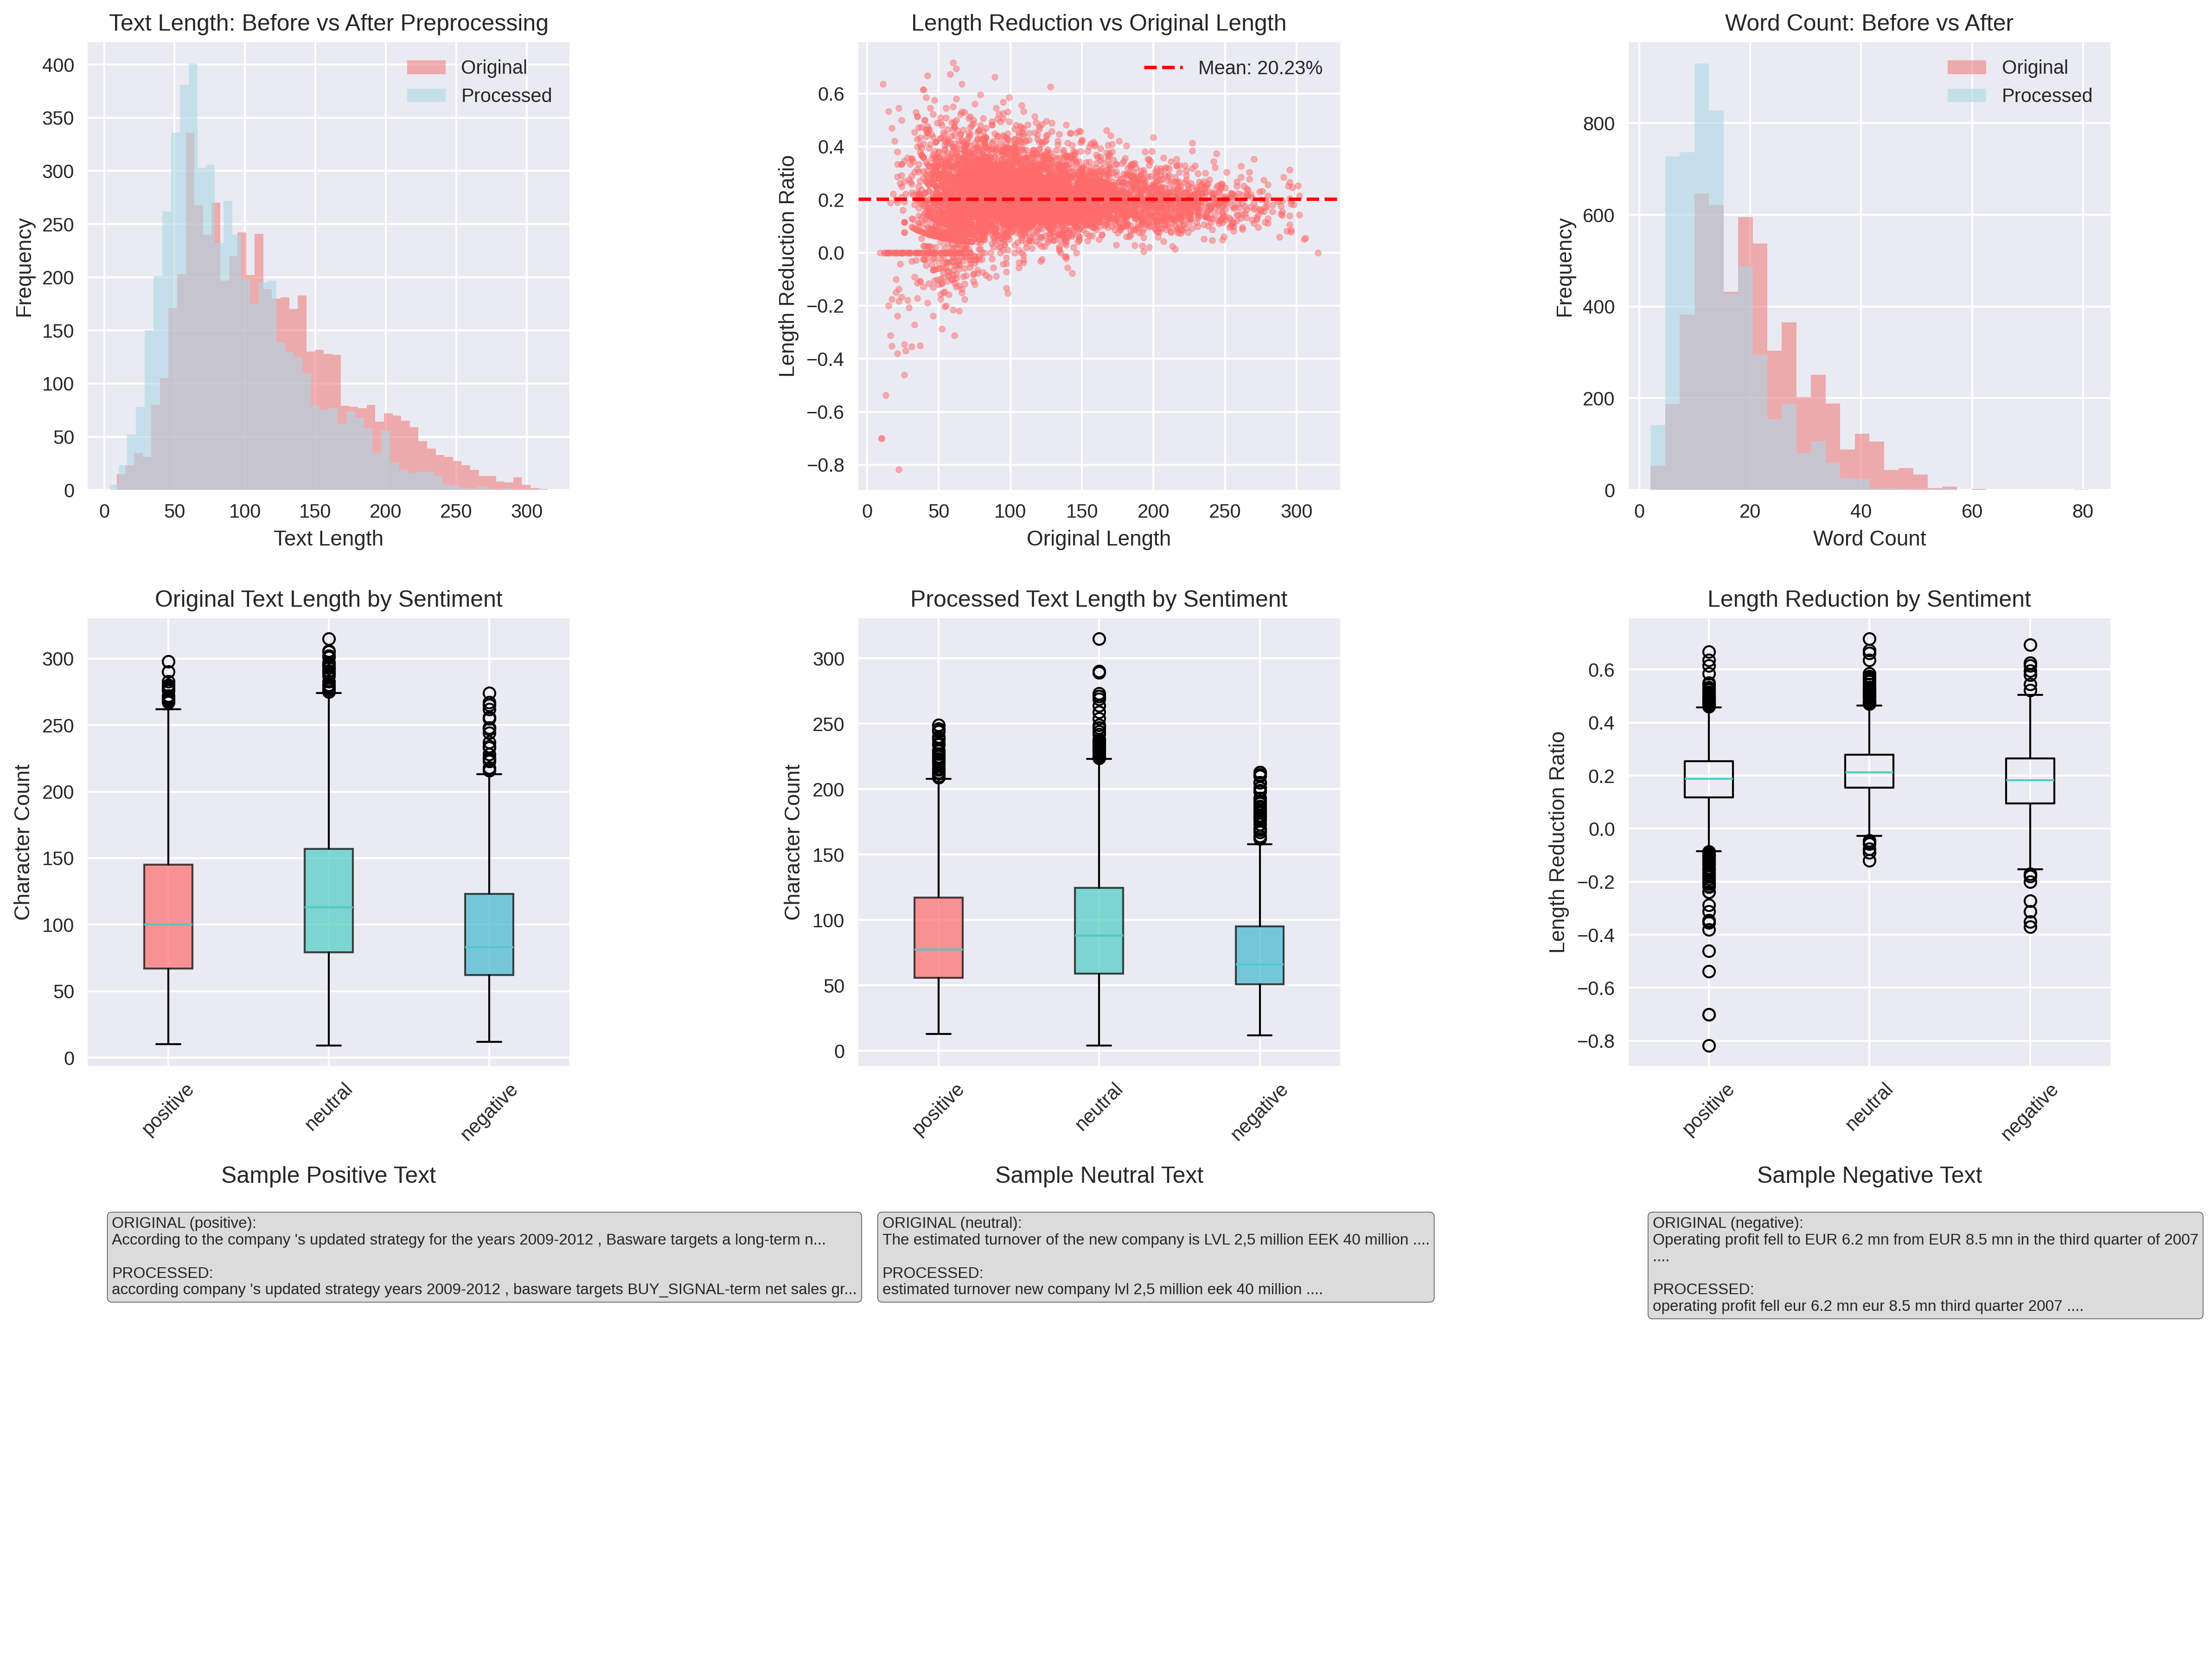 Text Length: Before vs After Preprocessing
Original
Processed
Frequency
400
350
300
250
200
150
100
50
0
0 50 100 150 200 250 300
Text Length
Length Reduction vs Original Length
Mean: 20.23%
Length Reduction Ratio
0.6
0.4
0.2
0.0
−0.2
−0.4
−0.6
−0.8
0 50 100 150 200 250 300
Original Length
Word Count: Before vs After
Original
Processed
Frequency
800
600
400
200
0
0 20 40 60 80
Word Count
Original Text Length by Sentiment
Character Count
300
250
200
150
100
50
0
positive neutral negative
Processed Text Length by Sentiment
Character Count
300
250
200
150
100
50
0
positive neutral negative
Length Reduction by Sentiment
Length Reduction Ratio
0.6
0.4
0.2
0.0
−0.2
−0.4
−0.6
−0.8
positive neutral negative
Sample Positive Text
ORIGINAL (positive):
According to the company 's updated strategy for the years 2009-2012 , Basware targets a long-term n...
PROCESSED:
according company 's updated strategy years 2009-2012 , basware targets BUY_SIGNAL-term net sales gr...
Sample Neutral Text
ORIGINAL (neutral):
The estimated turnover of the new company is LVL 2,5 million EEK 40 million ....
PROCESSED:
estimated turnover new company lvl 2,5 million eek 40 million ....
Sample Negative Text
ORIGINAL (negative):
Operating profit fell to EUR 6.2 mn from EUR 8.5 mn in the third quarter of 2007
....
PROCESSED:
operating profit fell eur 6.2 mn eur 8.5 mn third quarter 2007 ....